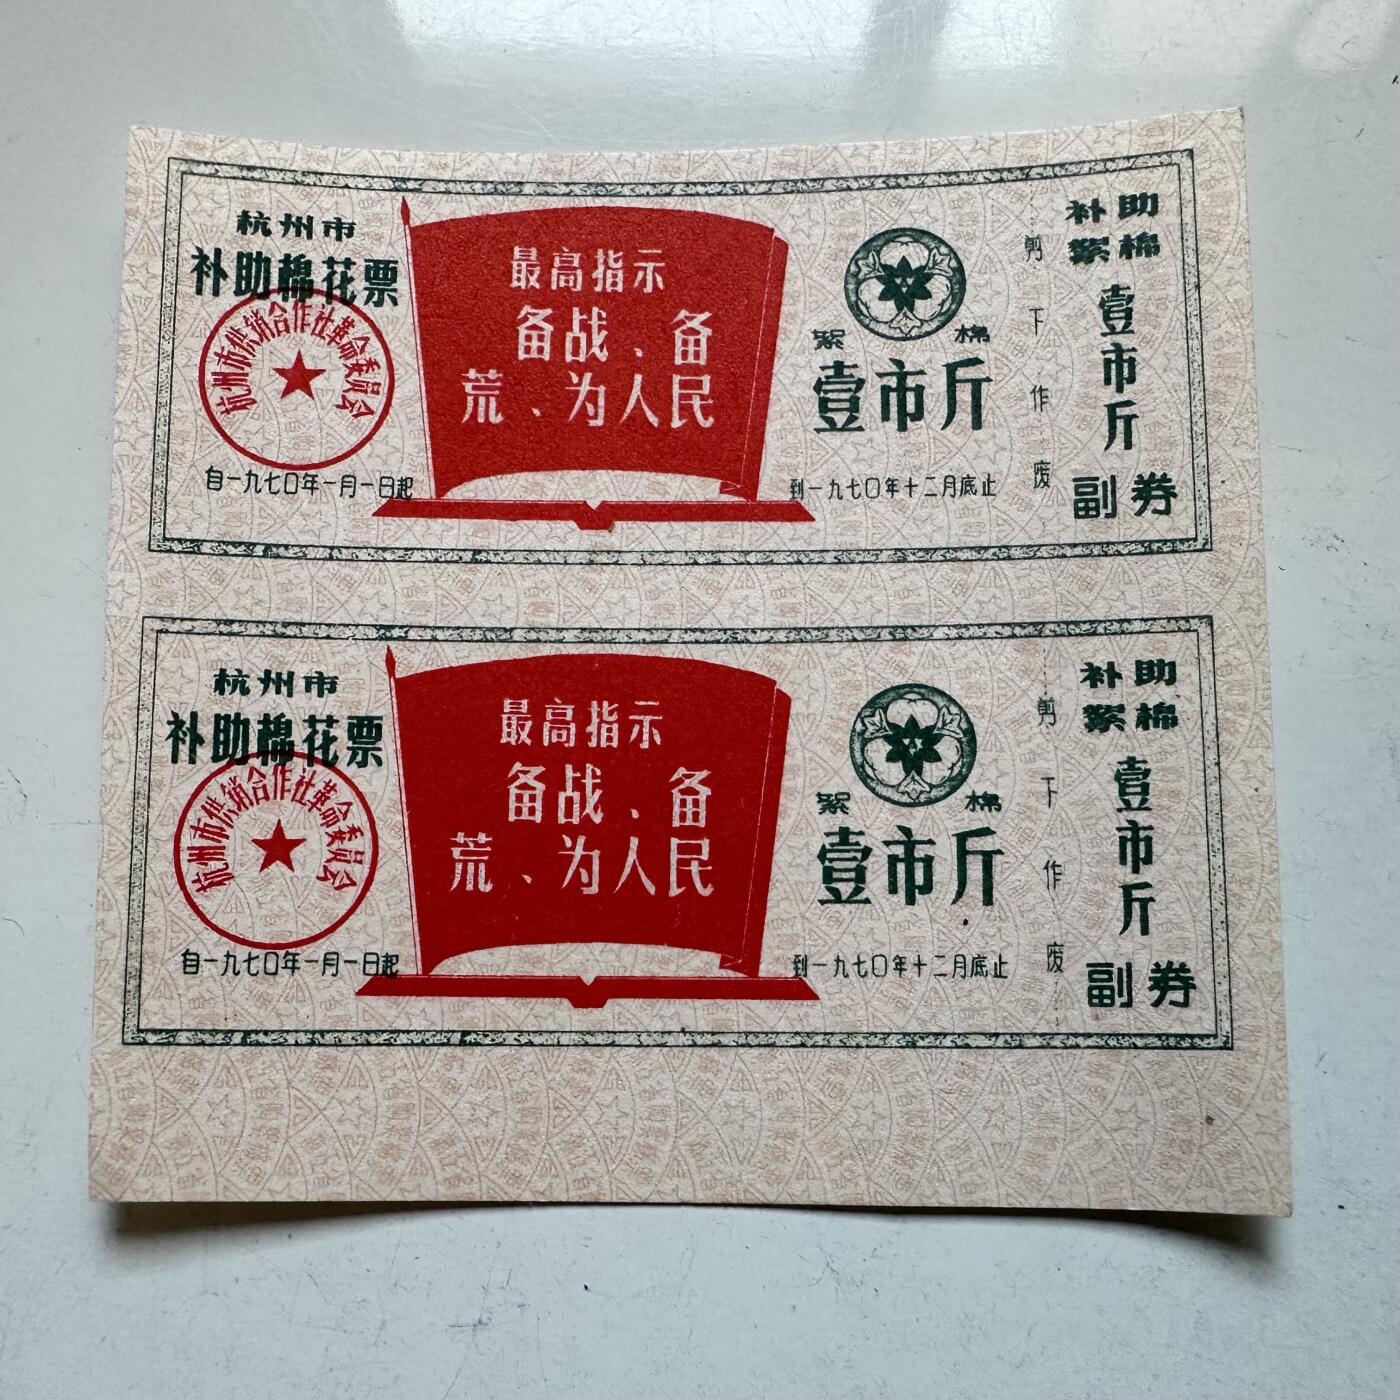 杭州市
补助棉花票
杭州市供销合作社革命委员会
自一九七〇年一月一日起
最高指示
备战、备
荒、为人民
絮棉
壹市斤
到一九七〇年十二月底止
剪下作废
补助
絮棉
壹市斤
副券
杭州市
补助棉花票
杭州市供销合作社革命委员会
自一九七〇年一月一日起
最高指示
备战、备
荒、为人民
絮棉
壹市斤
到一九七〇年十二月底止
剪下作废
补助
絮棉
壹市斤
副券